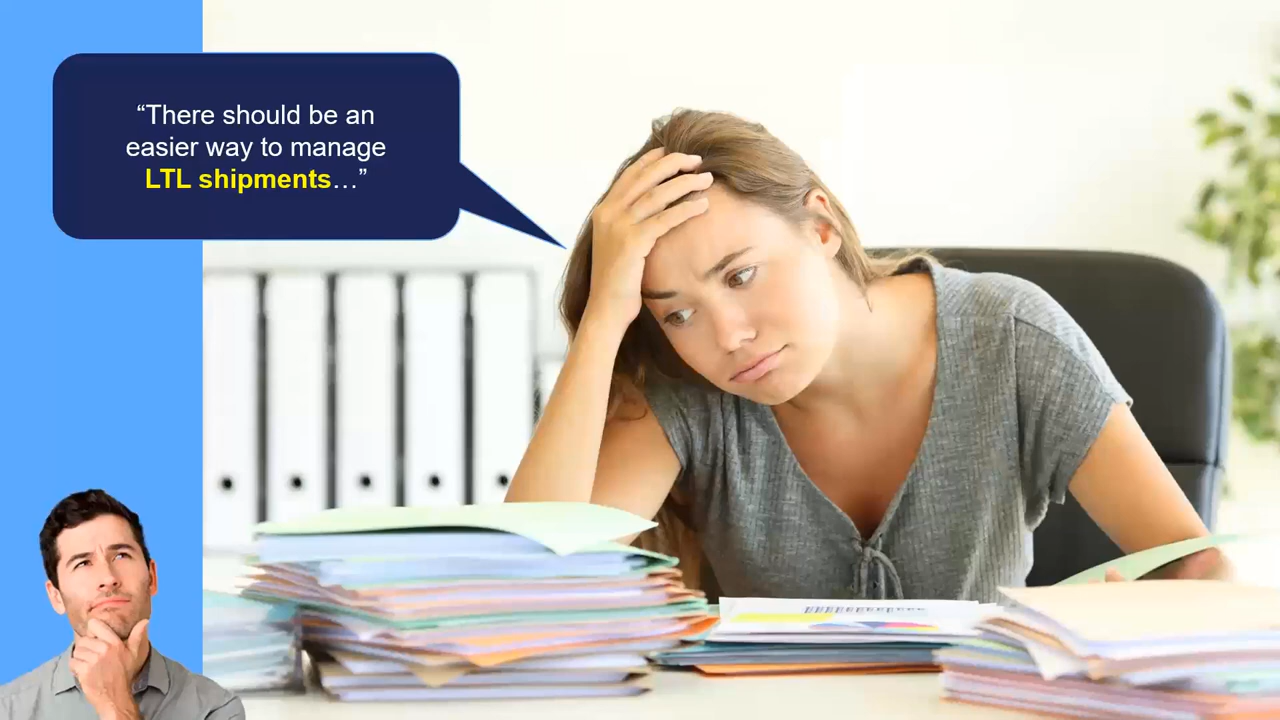 “There should be an
easier way to manage
LTL shipments…”